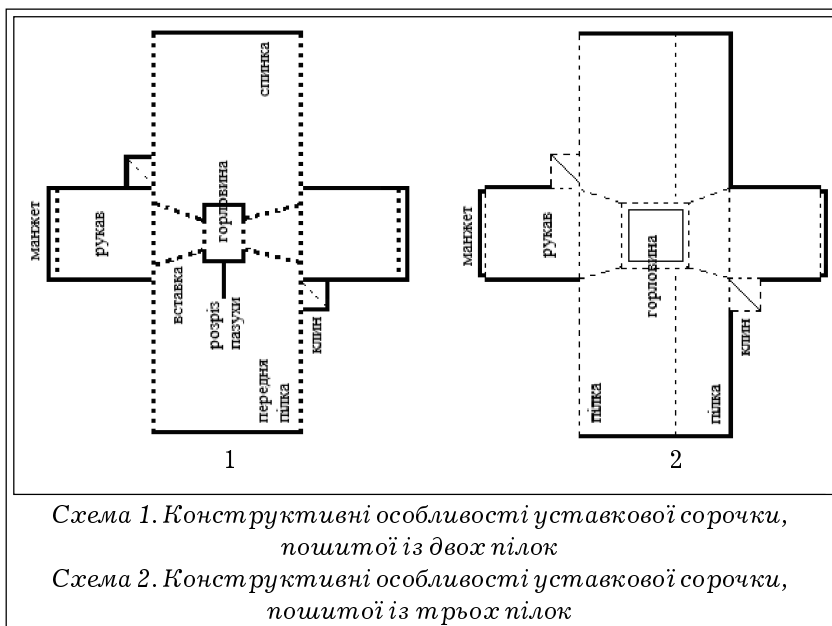 спинка
горловина
манжет
рукав
вставка
розріз
пазухи
клин
передня
пілка
1
манжет
рукав
горловина
клин
пілка
пілка
2
Схема 1. Конструктивні особливості уставкової сорочки,
пошитої із двох пілок
Схема 2. Конструктивні особливості уставкової сорочки,
пошитої із трьох пілок